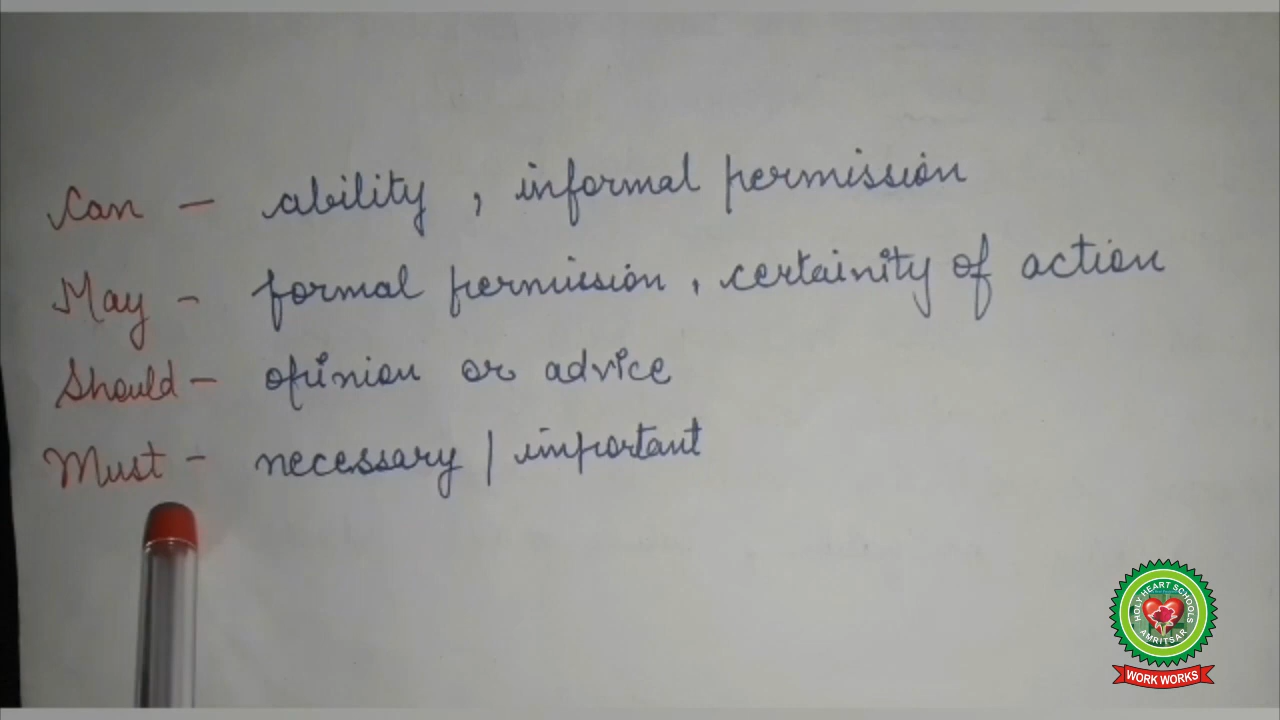 Can — ability , informal permission
May - formal permission , certainity of action
Should — opinion or advice
Must - necessary / important
HOLY HEART SCHOOLS
AMRITSAR
WORK WORKS